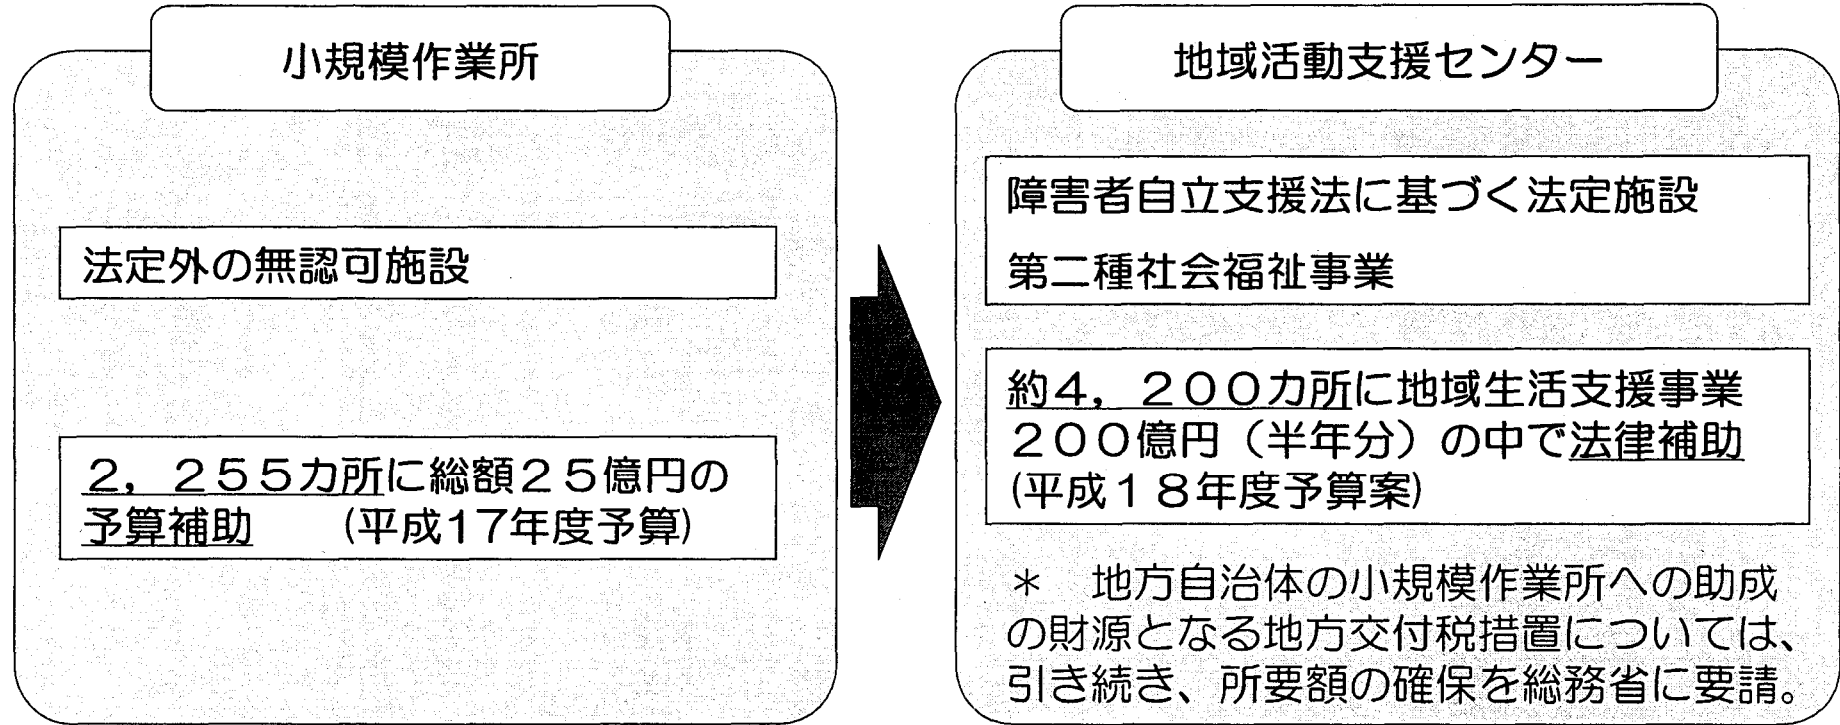 小規模作業所
法定外の無認可施設
２，２５５カ所に総額２５億円の
予算補助　　(平成17年度予算)
地域活動支援センター
障害者自立支援法に基づく法定施設
第二種社会福祉事業
約４，２００カ所に地域生活支援事業
２００億円（半年分）の中で法律補助
(平成１８年度予算案)
＊　地方自治体の小規模作業所への助成
の財源となる地方交付税措置については、
引き続き、所要額の確保を総務省に要請。